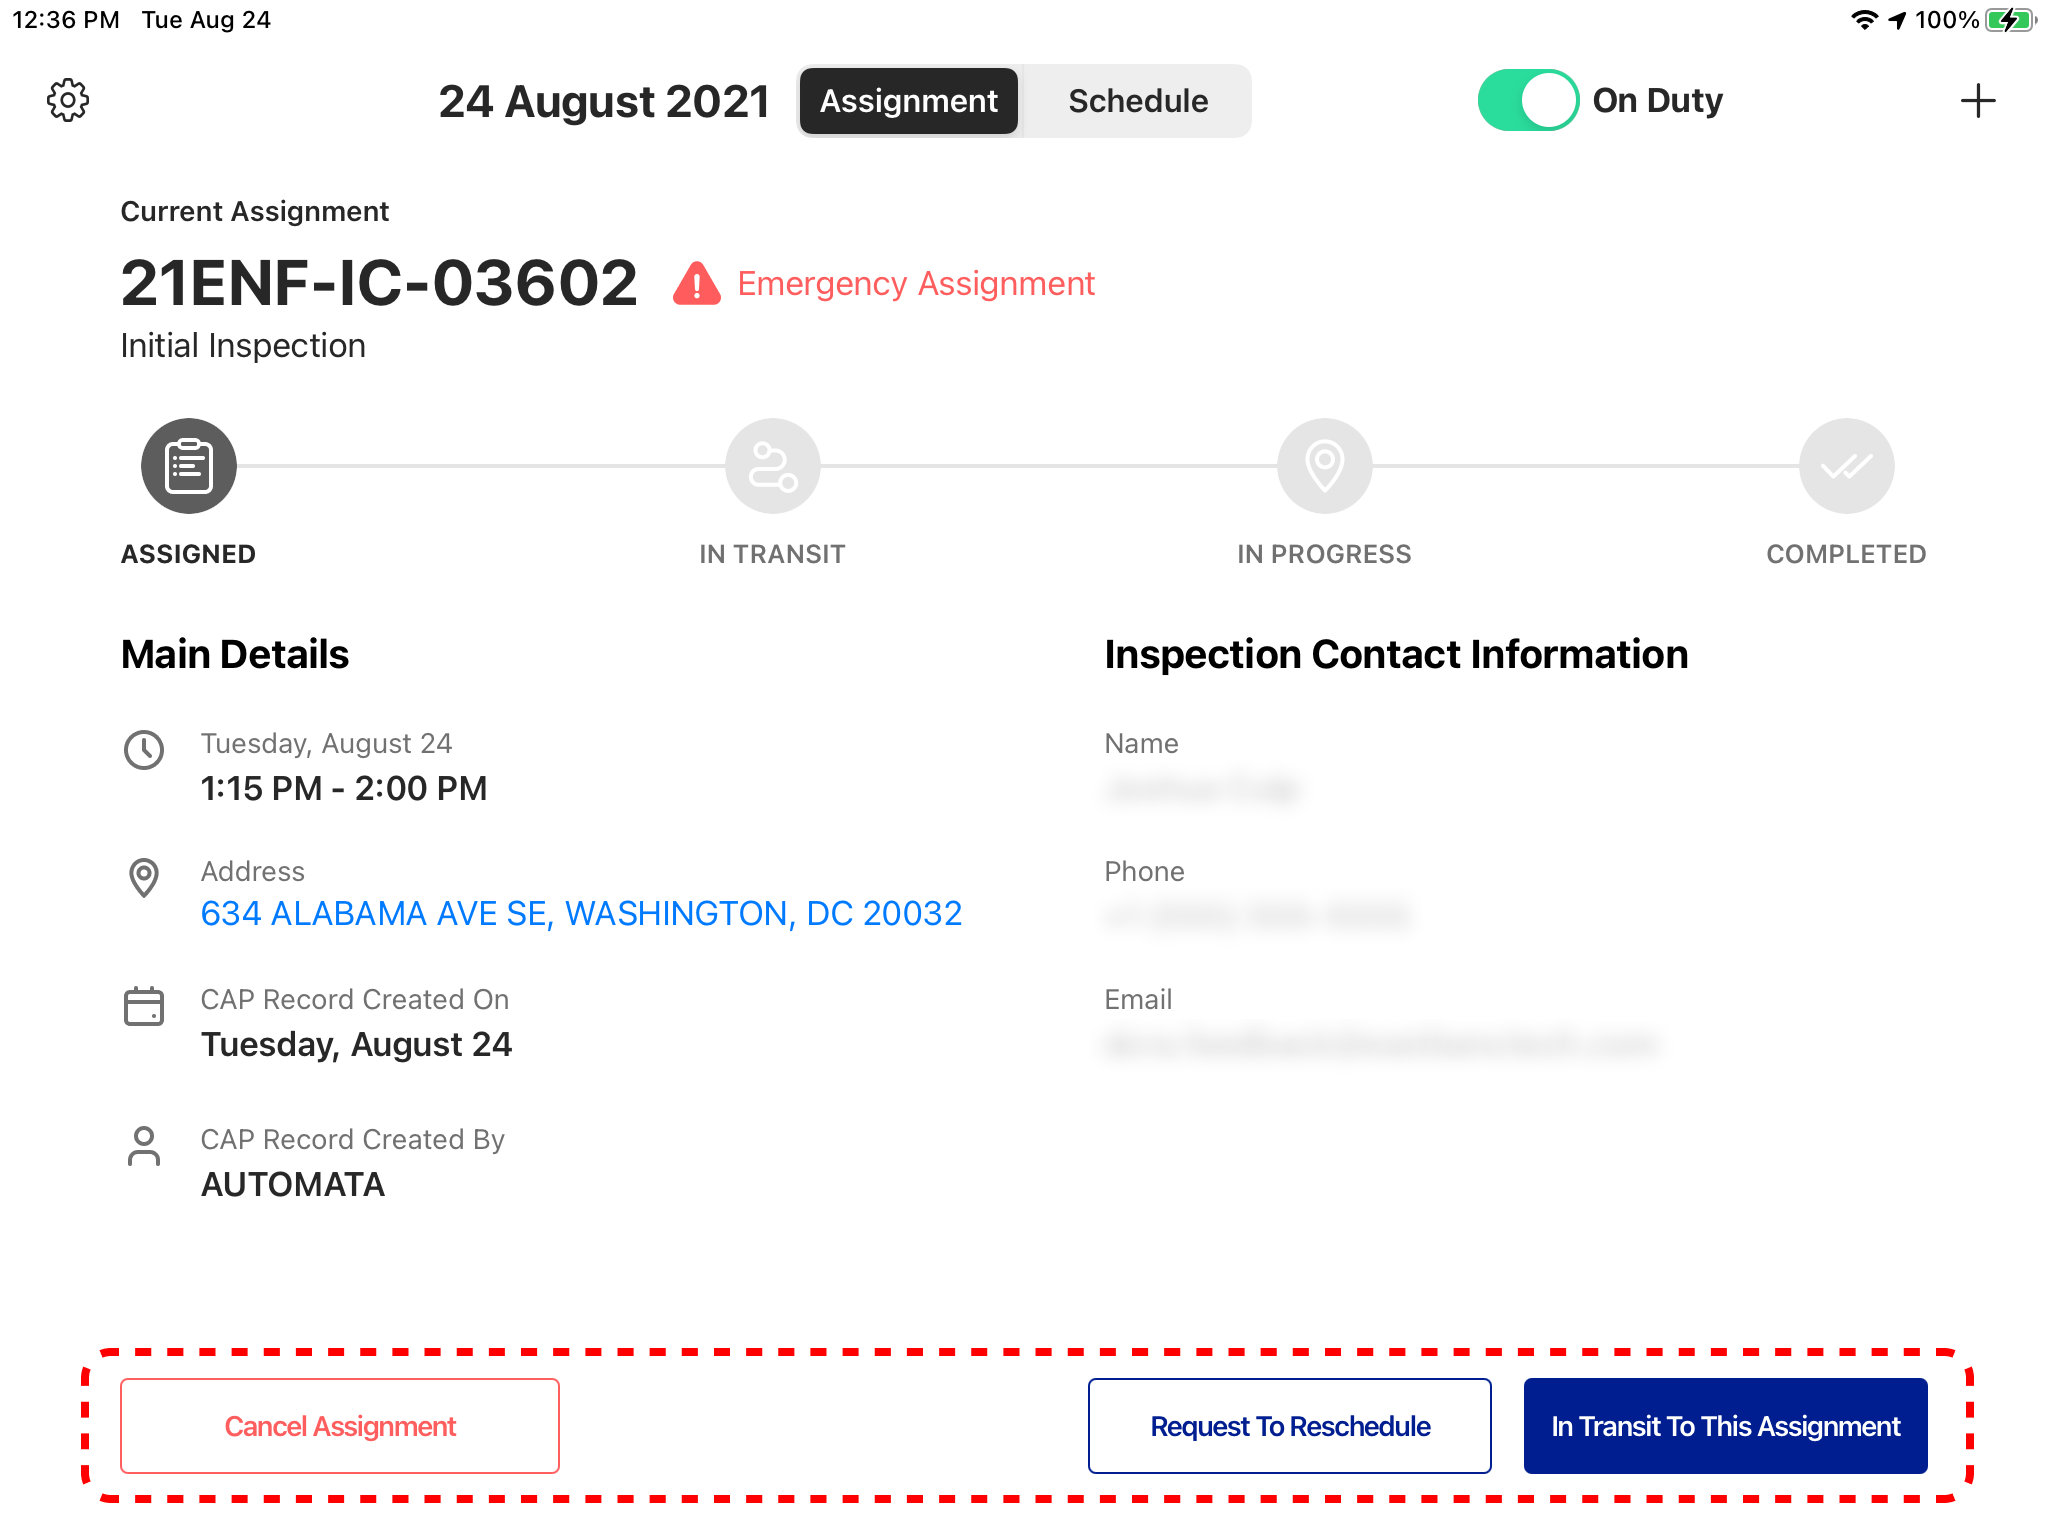 12:36 PM Tue Aug 24 100%
24 August 2021 Assignment Schedule On Duty
Current Assignment
21ENF-IC-03602 Emergency Assignment
Initial Inspection
ASSIGNED IN TRANSIT IN PROGRESS COMPLETED
Main Details
Tuesday, August 24
1:15 PM - 2:00 PM
Address
634 ALABAMA AVE SE, WASHINGTON, DC 20032
CAP Record Created On
Tuesday, August 24
CAP Record Created By
AUTOMATA
Inspection Contact Information
Name
Phone
Email
Cancel Assignment Request To Reschedule In Transit To This Assignment